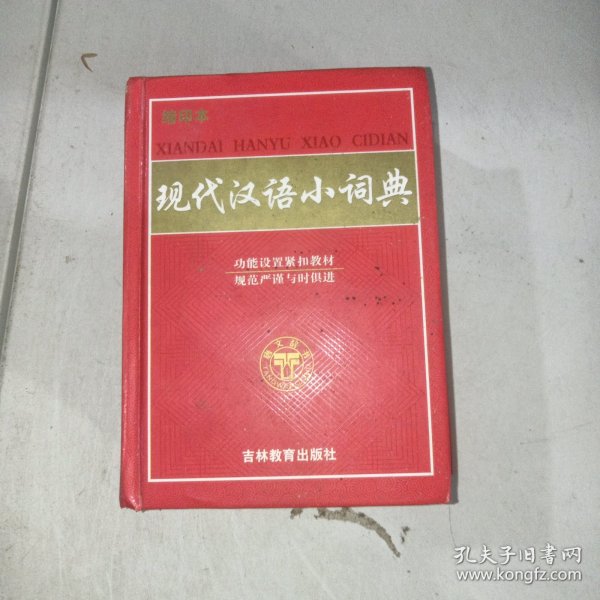 缩印本
XIANDAI HANYU XIAO CIDIAN
现代汉语小词典
功能设置紧扣教材
规范严谨与时俱进
吉林教育出版社
孔夫子旧书网
www.kongfz.com